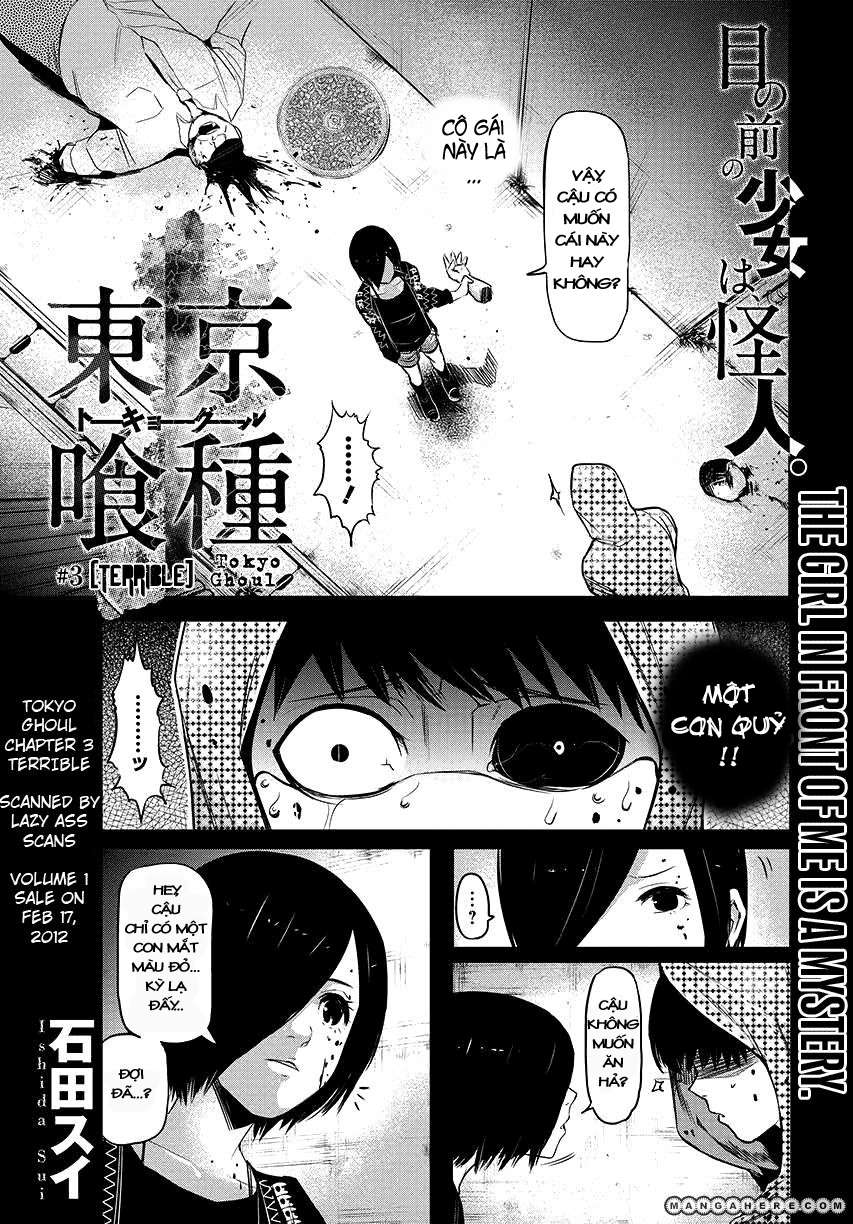 目の前の少女は、怪人。
THE GIRL IN FRONT OF ME IS A MYSTERY.
CÔ GÁI
NÀY LÀ
...
VẬY,
CẬU CÓ
MUỐN
CÁI NÀY
HAY
KHÔNG?
東京
トーキョーグール
喰種
#3 [TERRIBLE]
Tokyo
Ghoul
………!
………ッ
MỘT
CON QUỶ
!!
TOKYO
GHOUL
CHAPTER 3
TERRIBLE
SCANNED BY
LAZY ASS
SCANS
VOLUME 1
SALE ON
FEB 17,
2012
…?
HEY,
CẬU
CHỈ CÓ MỘT
CON MẮT
MÀU ĐỎ...
KỲ LẠ
ĐẤY...
ĐỢI
ĐÃ...?
CẬU
KHÔNG
MUỐN
ĂN
HẢ?
石田スイ
Ishida Sui
MANGAHERE.COM